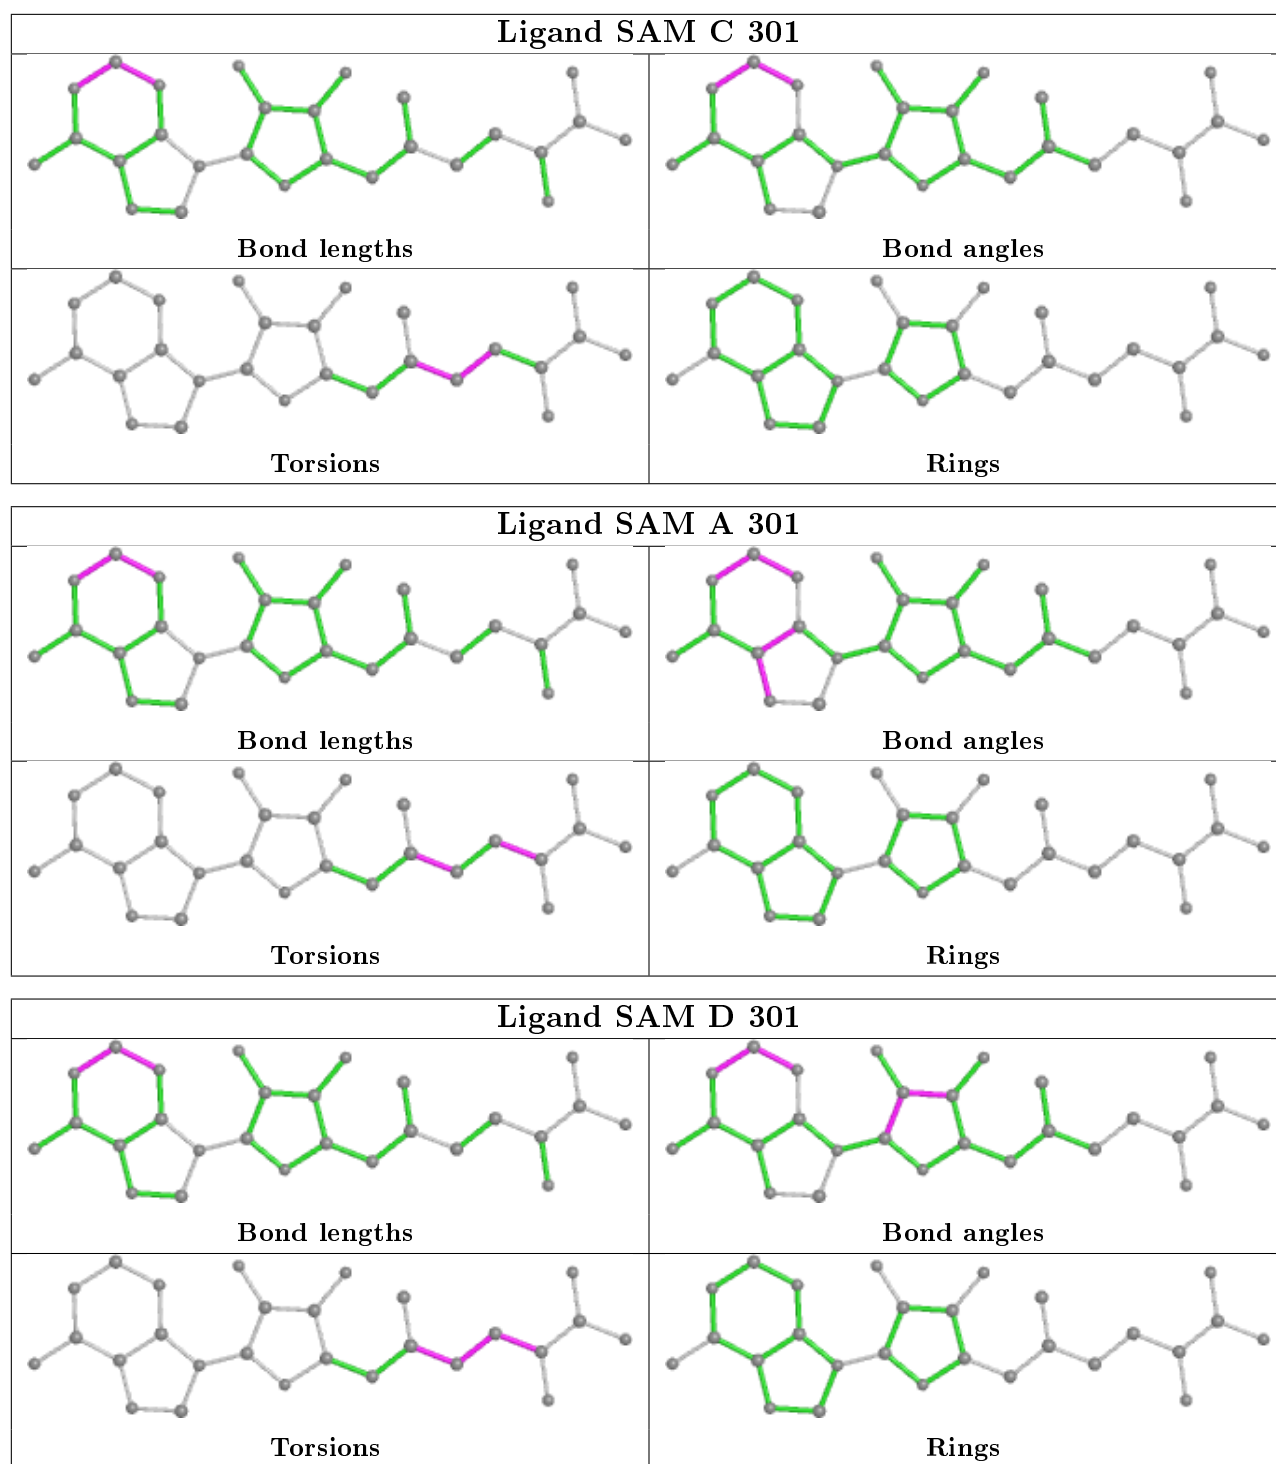 Ligand SAM C 301
Bond lengths
Bond angles
Torsions
Rings
Ligand SAM A 301
Bond lengths
Bond angles
Torsions
Rings
Ligand SAM D 301
Bond lengths
Bond angles
Torsions
Rings